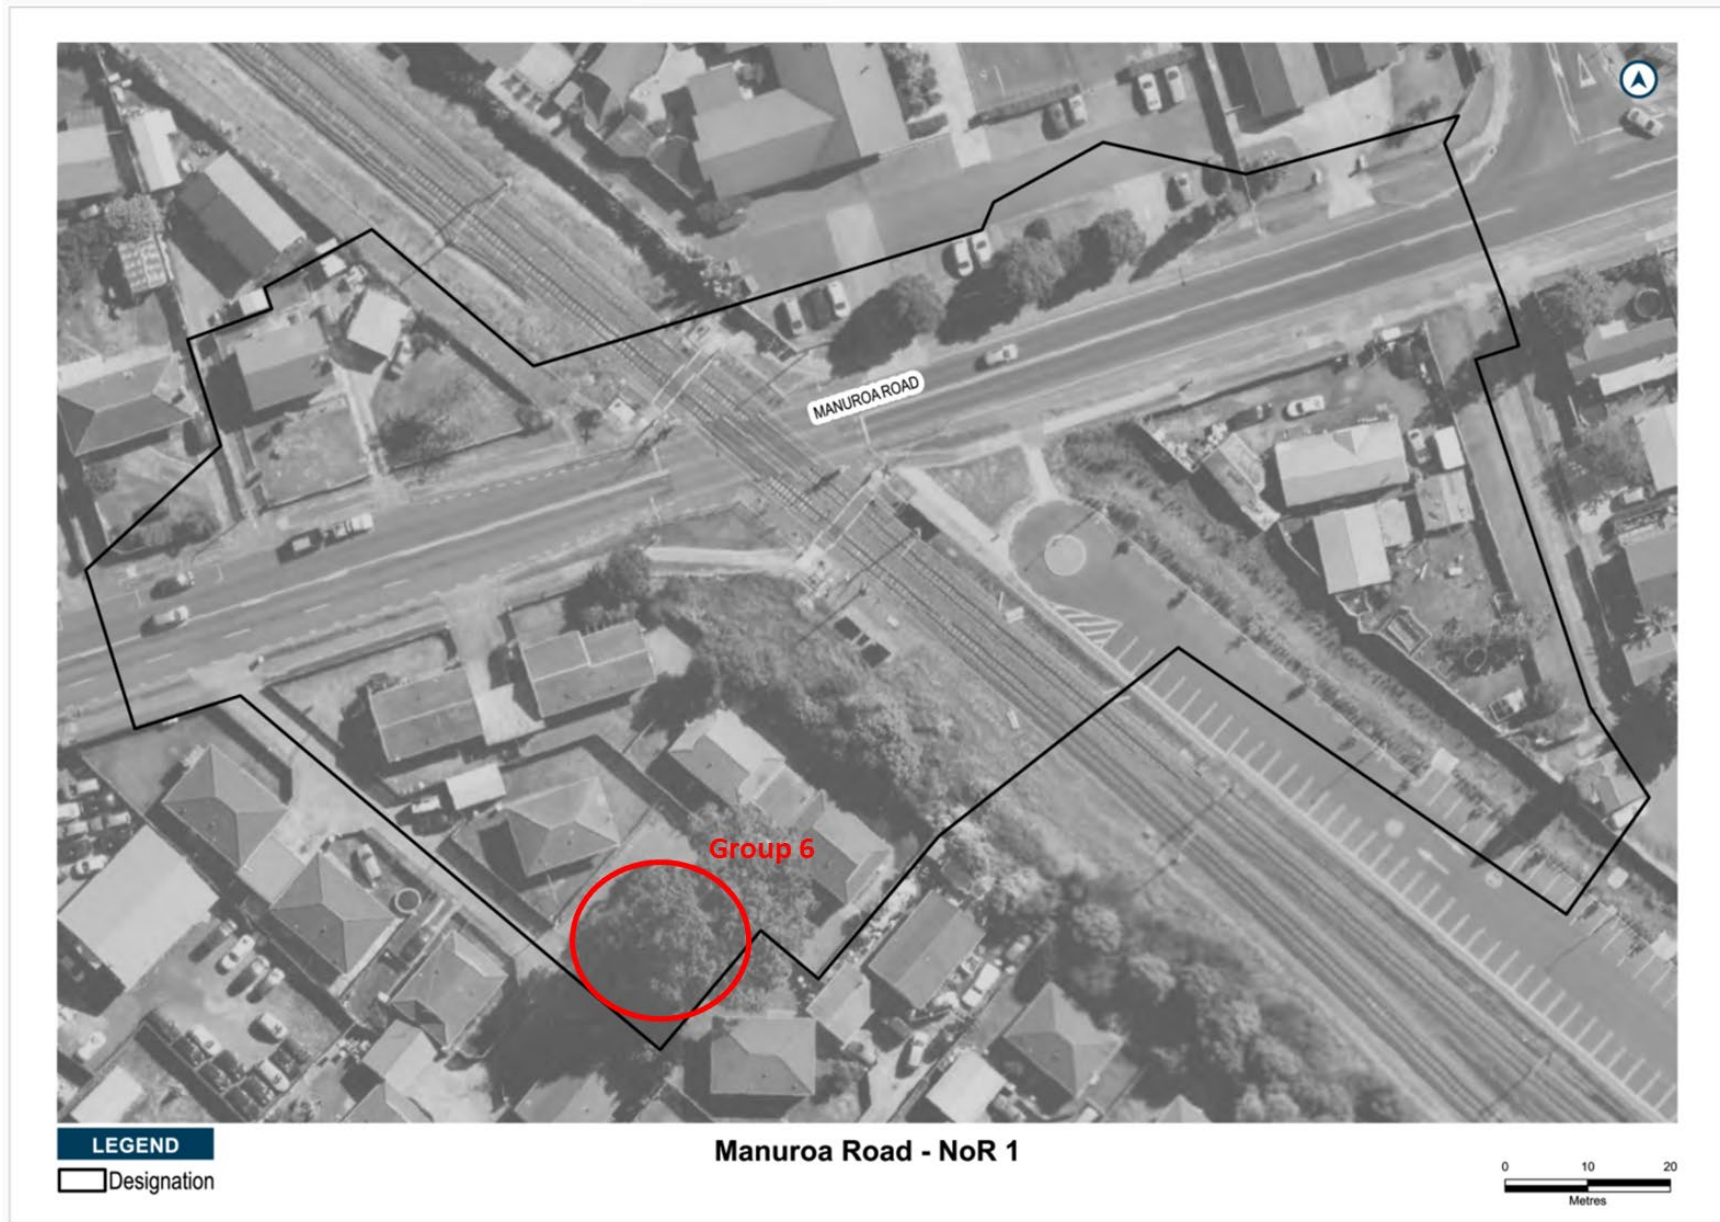 MANUROA ROAD
Group 6
LEGEND
Designation
Manuroa Road - NoR 1
0 10 20
Metres